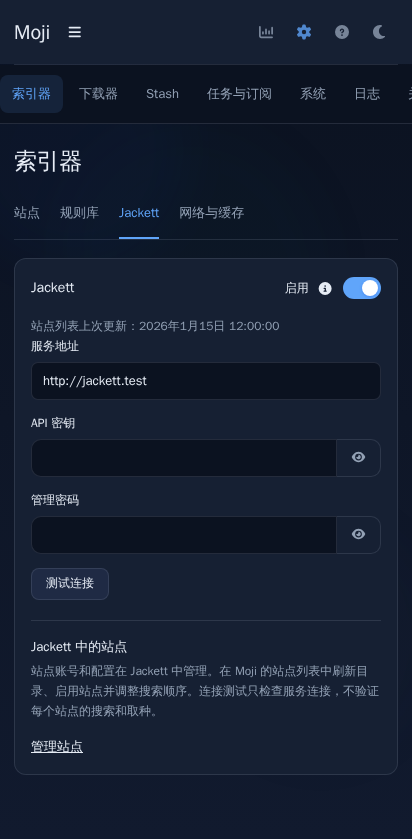 Moji
索引器 下载器 Stash 任务与订阅 系统 日志
索引器
站点 规则库 Jackett 网络与缓存
Jackett 启用
站点列表上次更新：2026年1月15日 12:00:00
服务地址
http://jackett.test
API 密钥
管理密码
测试连接
Jackett 中的站点
站点账号和配置在 Jackett 中管理。在 Moji 的站点列表中刷新目
录、启用站点并调整搜索顺序。连接测试只检查服务连接，不验证
每个站点的搜索和取种。
管理站点